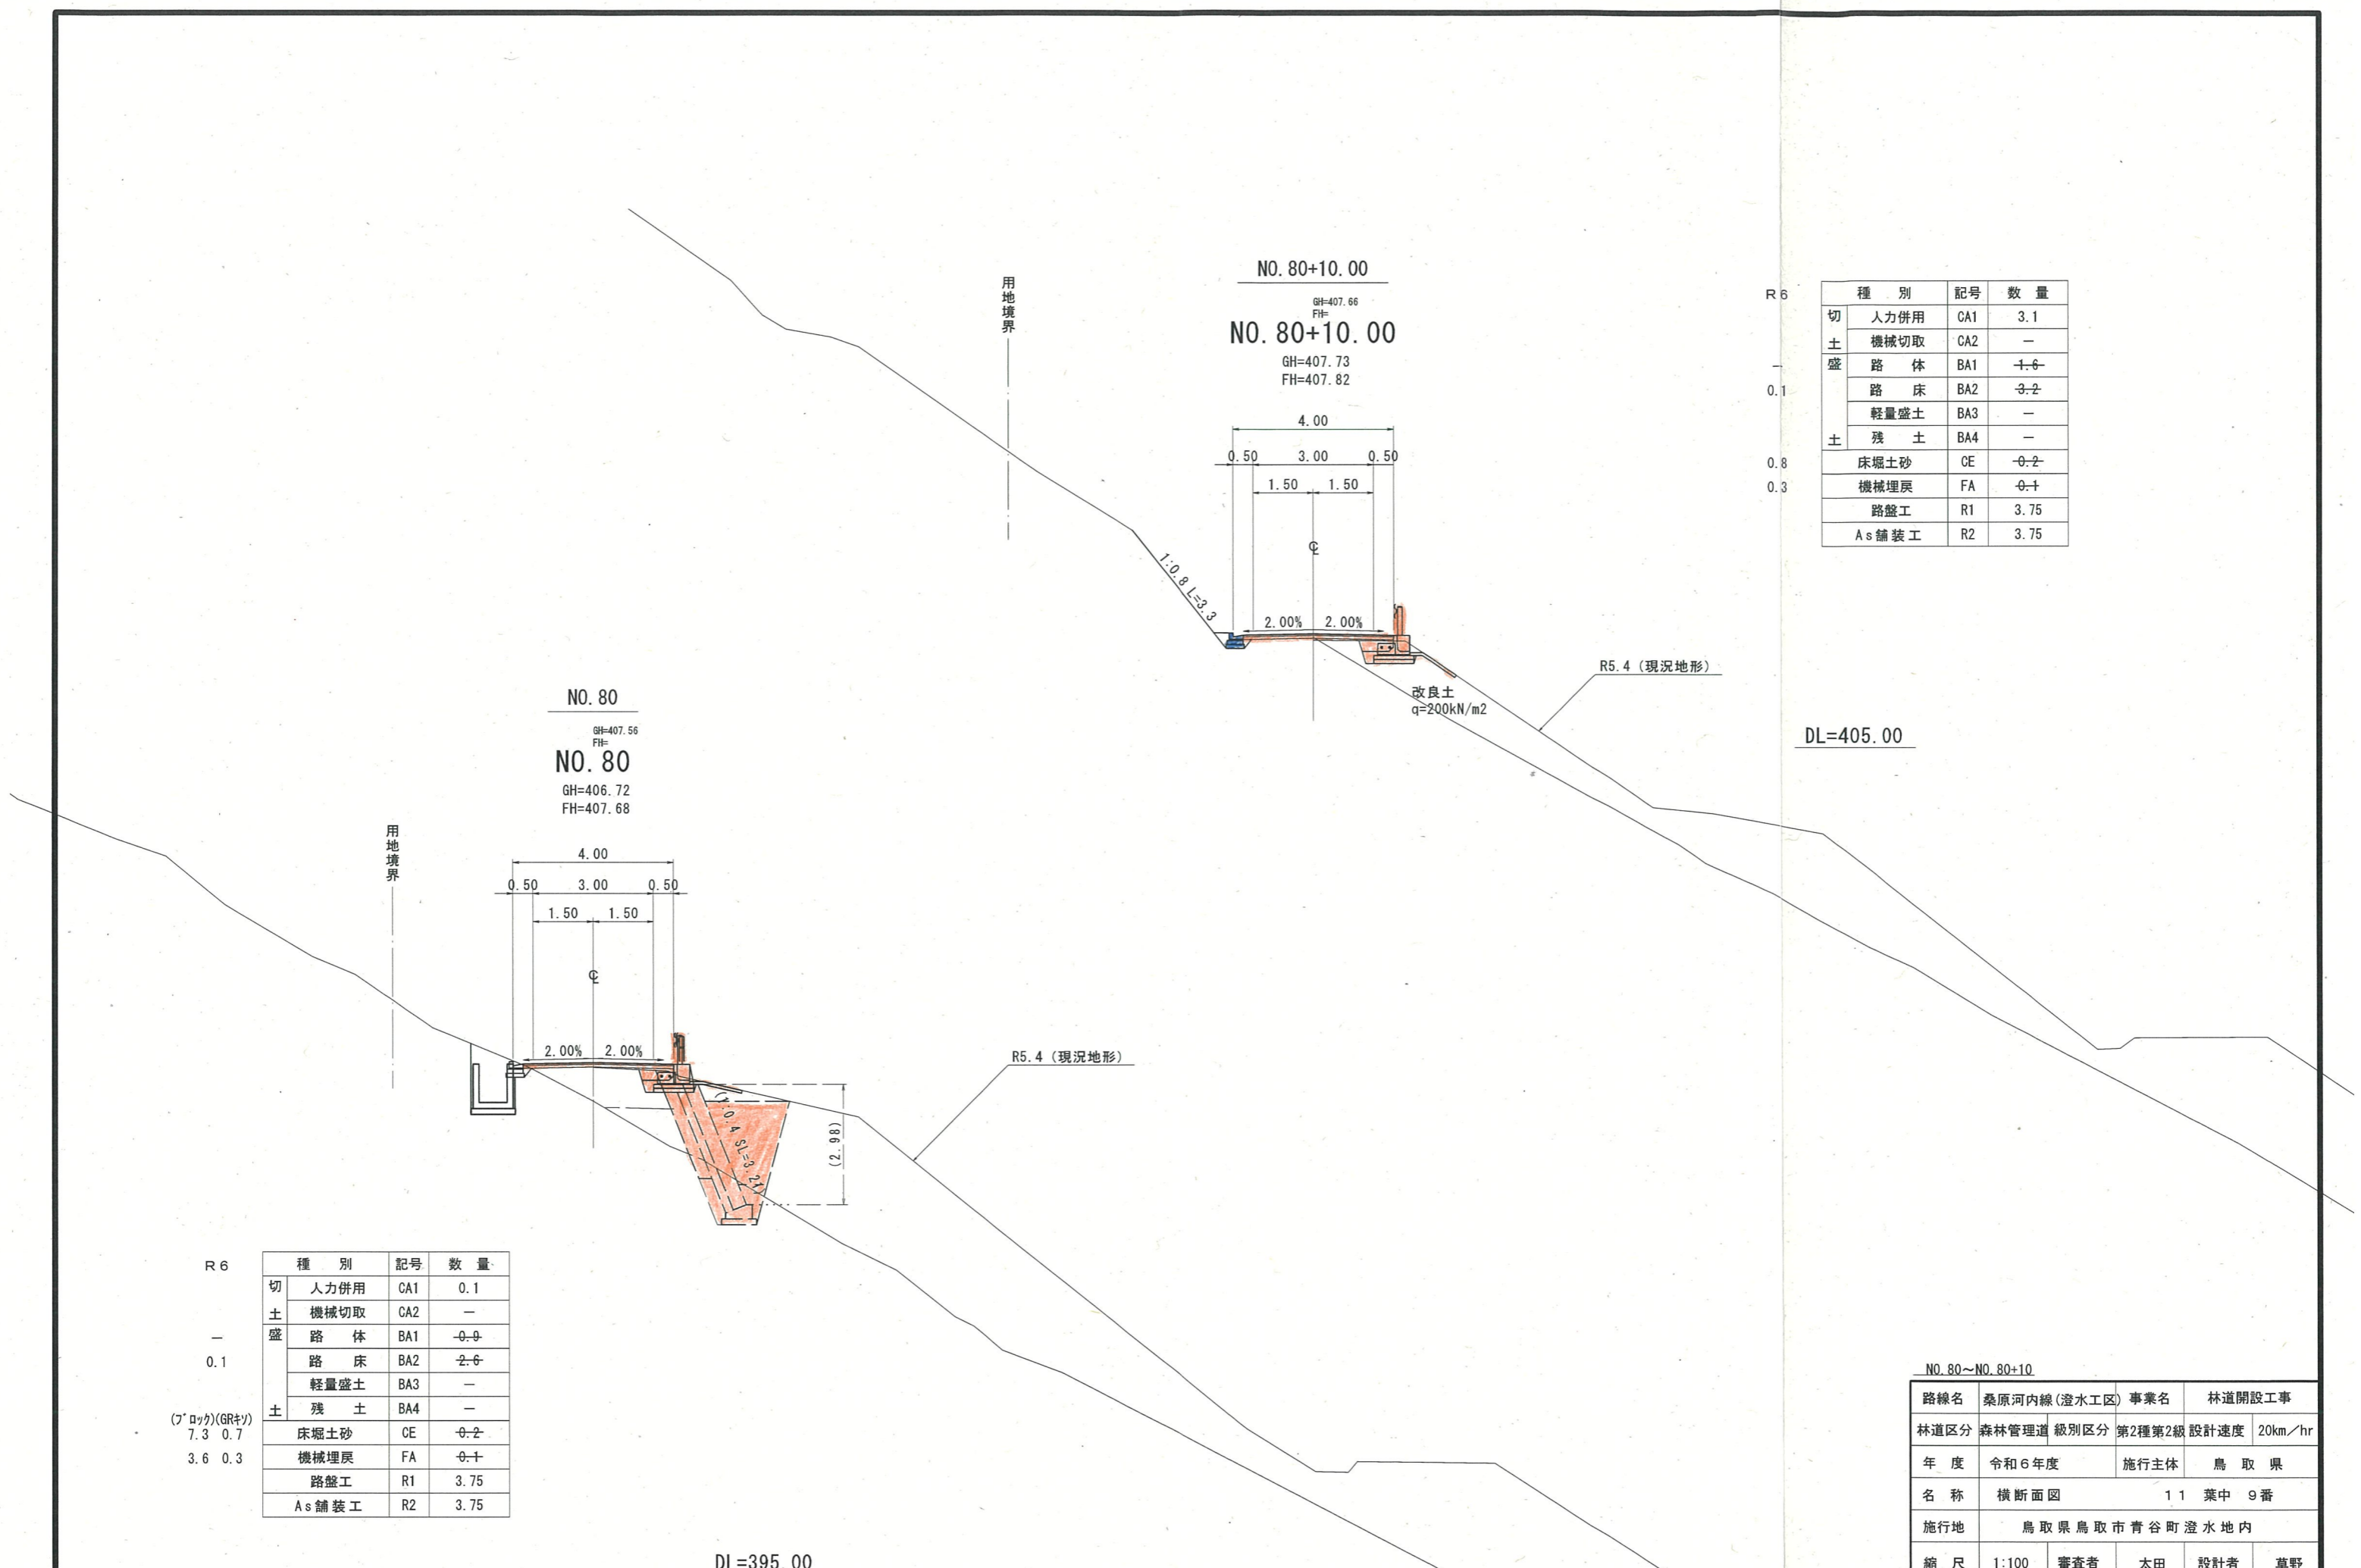 NO. 80+10.00
GH=407.66
FH=
NO. 80+10.00
GH=407.73
FH=407.82
用地境界
4.00
0.50 3.00 0.50
1.50 1.50
℄
1:0.8 L=3.3
2.00% 2.00%
改良土
q=200kN/m2
R5.4 (現況地形)
DL=405.00
R6 種 別 記号 数 量
切 人力併用 CA1 3.1
土 機械切取 CA2 －
－ 盛 路 体 BA1 1.6
0.1 路 床 BA2 3.2
軽量盛土 BA3 －
土 残 土 BA4 －
0.8 床堀土砂 CE 0.2
0.3 機械埋戻 FA 0.1
路盤工 R1 3.75
As舗装工 R2 3.75
NO. 80
GH=407.56
FH=
NO. 80
GH=406.72
FH=407.68
用地境界
4.00
0.50 3.00 0.50
1.50 1.50
℄
2.00% 2.00%
(1:0.4 SL=3.21)
(2.98)
R5.4 (現況地形)
R6 種 別 記号 数 量
切 人力併用 CA1 0.1
土 機械切取 CA2 －
－ 盛 路 体 BA1 0.9
0.1 路 床 BA2 2.6
軽量盛土 BA3 －
土 残 土 BA4 －
(ﾌﾞﾛｯｸ)(GRｷｿ)
7.3 0.7 床堀土砂 CE 0.2
3.6 0.3 機械埋戻 FA 0.1
路盤工 R1 3.75
As舗装工 R2 3.75
DL=395.00
NO. 80～NO. 80+10
路線名 桑原河内線(澄水工区) 事業名 林道開設工事
林道区分 森林管理道 級別区分 第2種第2級 設計速度 20km／hr
年 度 令和6年度 施行主体 鳥 取 県
名 称 横断面図 11 葉中 9番
施行地 鳥取県鳥取市青谷町澄水地内
縮 尺 1:100 審査者 太田 設計者 草野